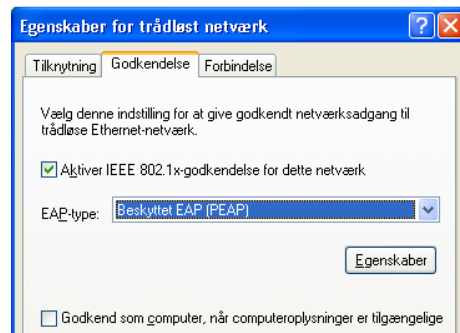 Egenskaber for trådløst netværk
Tilknytning Godkendelse Forbindelse
Vælg denne indstilling for at give godkendt netværksadgang til
trådløse Ethernet-netværk.
Aktiver IEEE 802.1x-godkendelse for dette netværk
EAP-type: Beskyttet EAP (PEAP)
Egenskaber
Godkend som computer, når computeroplysninger er tilgængelige